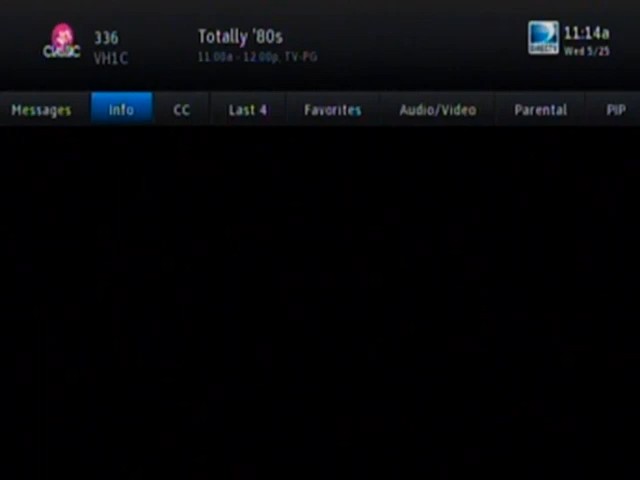 336
VH1C
Totally '80s
11:00a - 12:00p, TV-PG
DIRECTV
11:14a
Wed 5/25
Messages Info CC Last 4 Favorites Audio/Video Parental PIP